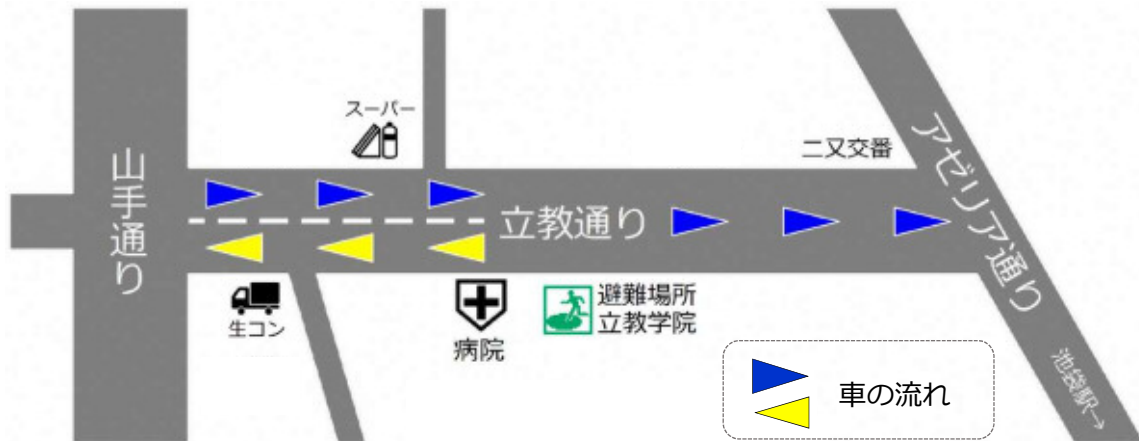 スーパー
二又交番
アゼリア通り
山手通り
立教通り
生コン
病院
避難場所
立教学院
池袋駅→
車の流れ